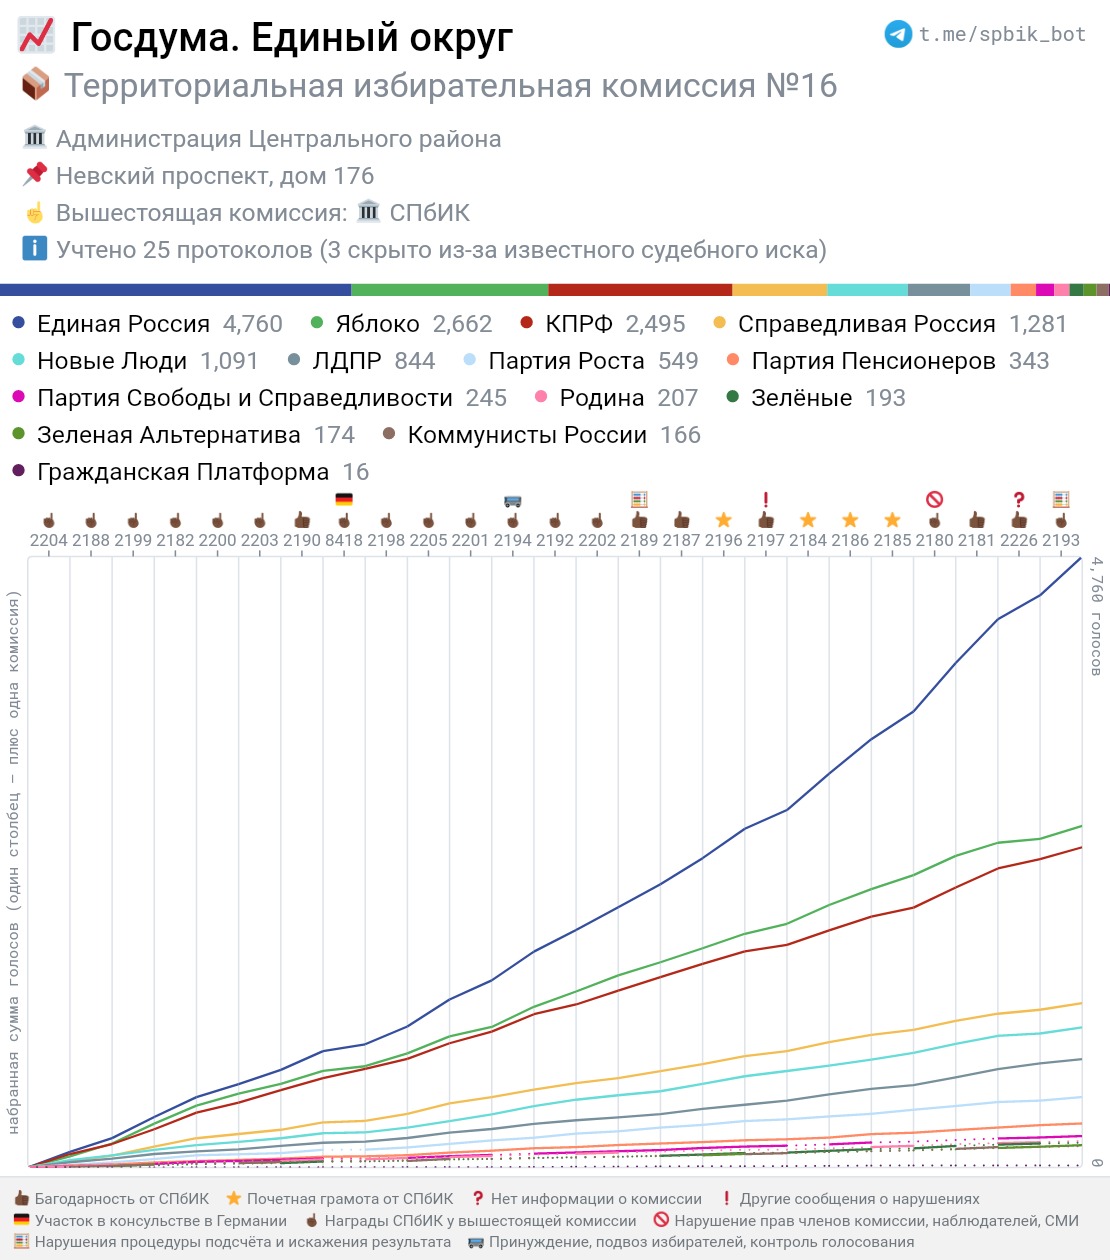 Госдума. Единый округ
t.me/spbik_bot
Территориальная избирательная комиссия №16
Администрация Центрального района
Невский проспект, дом 176
Вышестоящая комиссия: СПбИК
Учтено 25 протоколов (3 скрыто из-за известного судебного иска)
Единая Россия 4,760 Яблоко 2,662 КПРФ 2,495 Справедливая Россия 1,281
Новые Люди 1,091 ЛДПР 844 Партия Роста 549 Партия Пенсионеров 343
Партия Свободы и Справедливости 245 Родина 207 Зелёные 193
Зеленая Альтернатива 174 Коммунисты России 166
Гражданская Платформа 16
2204 2188 2199 2182 2200 2203 2190 8418 2198 2205 2201 2194 2192 2202 2189 2187 2196 2197 2184 2186 2185 2180 2181 2226 2193
набранная сумма голосов (один столбец – плюс одна комиссия)
4,760 голосов
0
Багодарность от СПбИК Почетная грамота от СПбИК Нет информации о комиссии Другие сообщения о нарушениях
Участок в консульстве в Германии Награды СПбИК у вышестоящей комиссии Нарушение прав членов комиссии, наблюдателей, СМИ
Нарушения процедуры подсчёта и искажения результата Принуждение, подвоз избирателей, контроль голосования